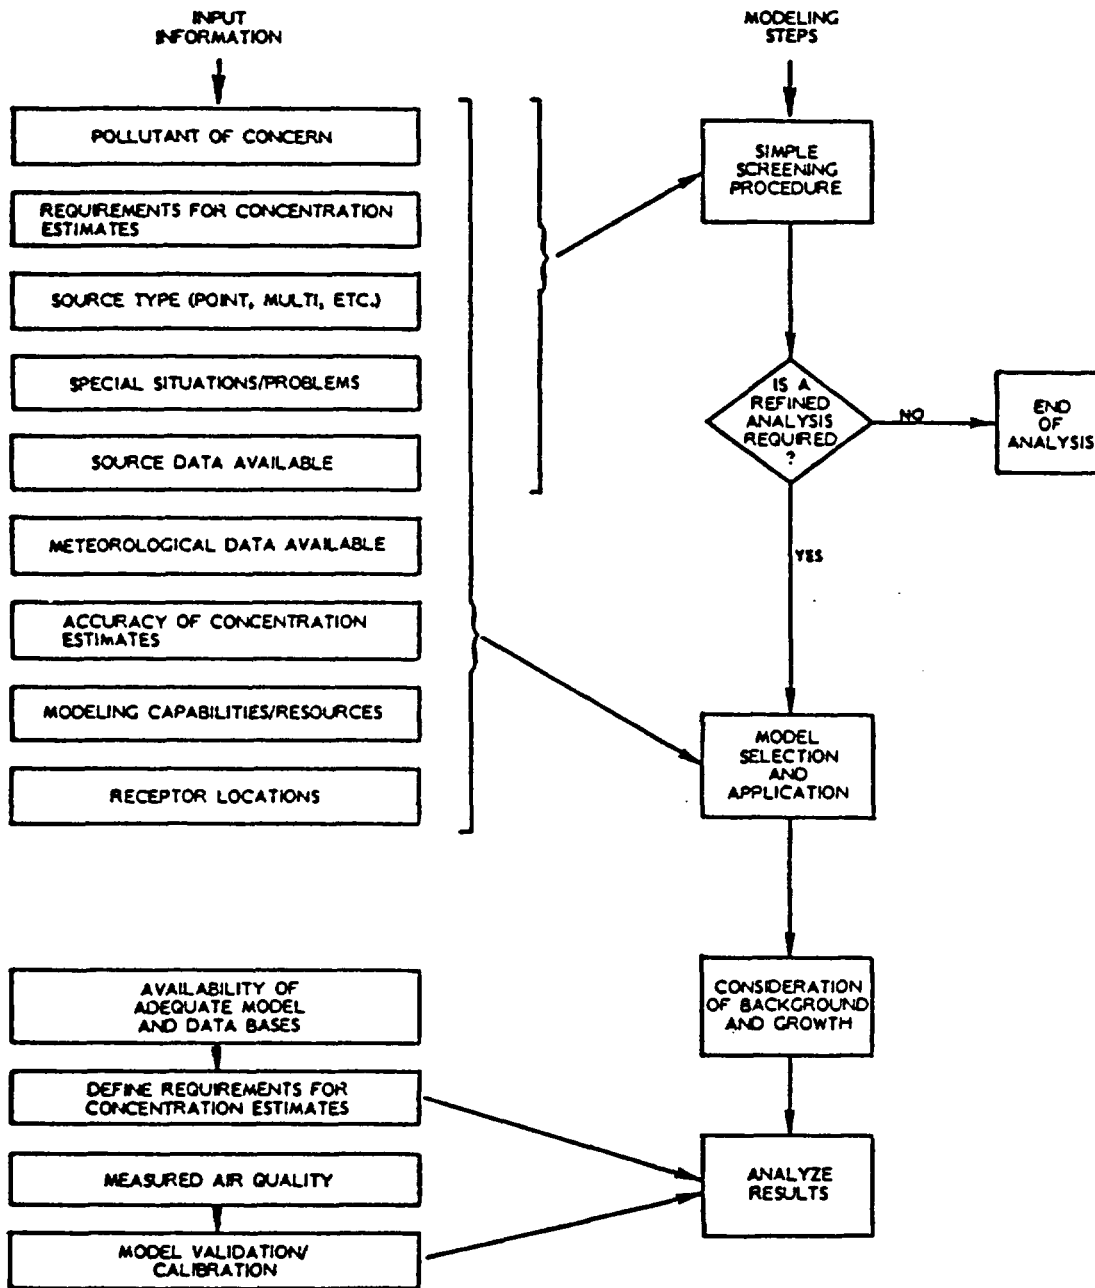 INPUT
INFORMATION
POLLUTANT OF CONCERN
REQUIREMENTS FOR CONCENTRATION
ESTIMATES
SOURCE TYPE (POINT, MULTI, ETC.)
SPECIAL SITUATIONS/PROBLEMS
SOURCE DATA AVAILABLE
METEOROLOGICAL DATA AVAILABLE
ACCURACY OF CONCENTRATION
ESTIMATES
MODELING CAPABILITIES/RESOURCES
RECEPTOR LOCATIONS
AVAILABILITY OF
ADEQUATE MODEL
AND DATA BASES
DEFINE REQUIREMENTS FOR
CONCENTRATION ESTIMATES
MEASURED AIR QUALITY
MODEL VALIDATION/
CALIBRATION
MODELING
STEPS
SIMPLE
SCREENING
PROCEDURE
IS A
REFINED
ANALYSIS
REQUIRED
?
NO
END
OF
ANALYSIS
YES
MODEL
SELECTION
AND
APPLICATION
CONSIDERATION
OF BACKGROUND
AND GROWTH
ANALYZE
RESULTS